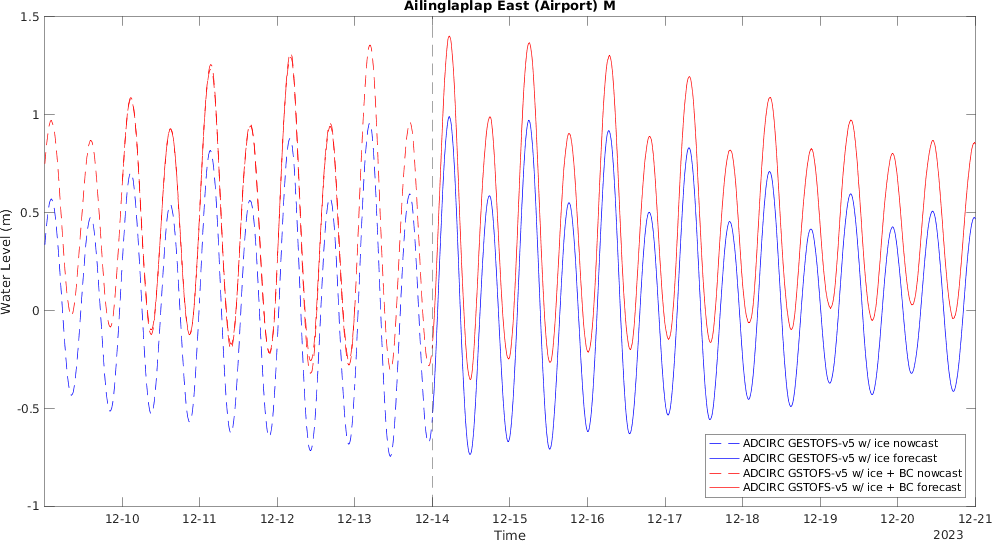 Ailinglaplap East (Airport) M
Water Level (m)
1.5
1
0.5
0
-0.5
-1
ADCIRC GESTOFS-v5 w/ ice nowcast
ADCIRC GESTOFS-v5 w/ ice forecast
ADCIRC GSTOFS-v5 w/ ice + BC nowcast
ADCIRC GSTOFS-v5 w/ ice + BC forecast
12-10 12-11 12-12 12-13 12-14 12-15 12-16 12-17 12-18 12-19 12-20 12-21
Time
2023